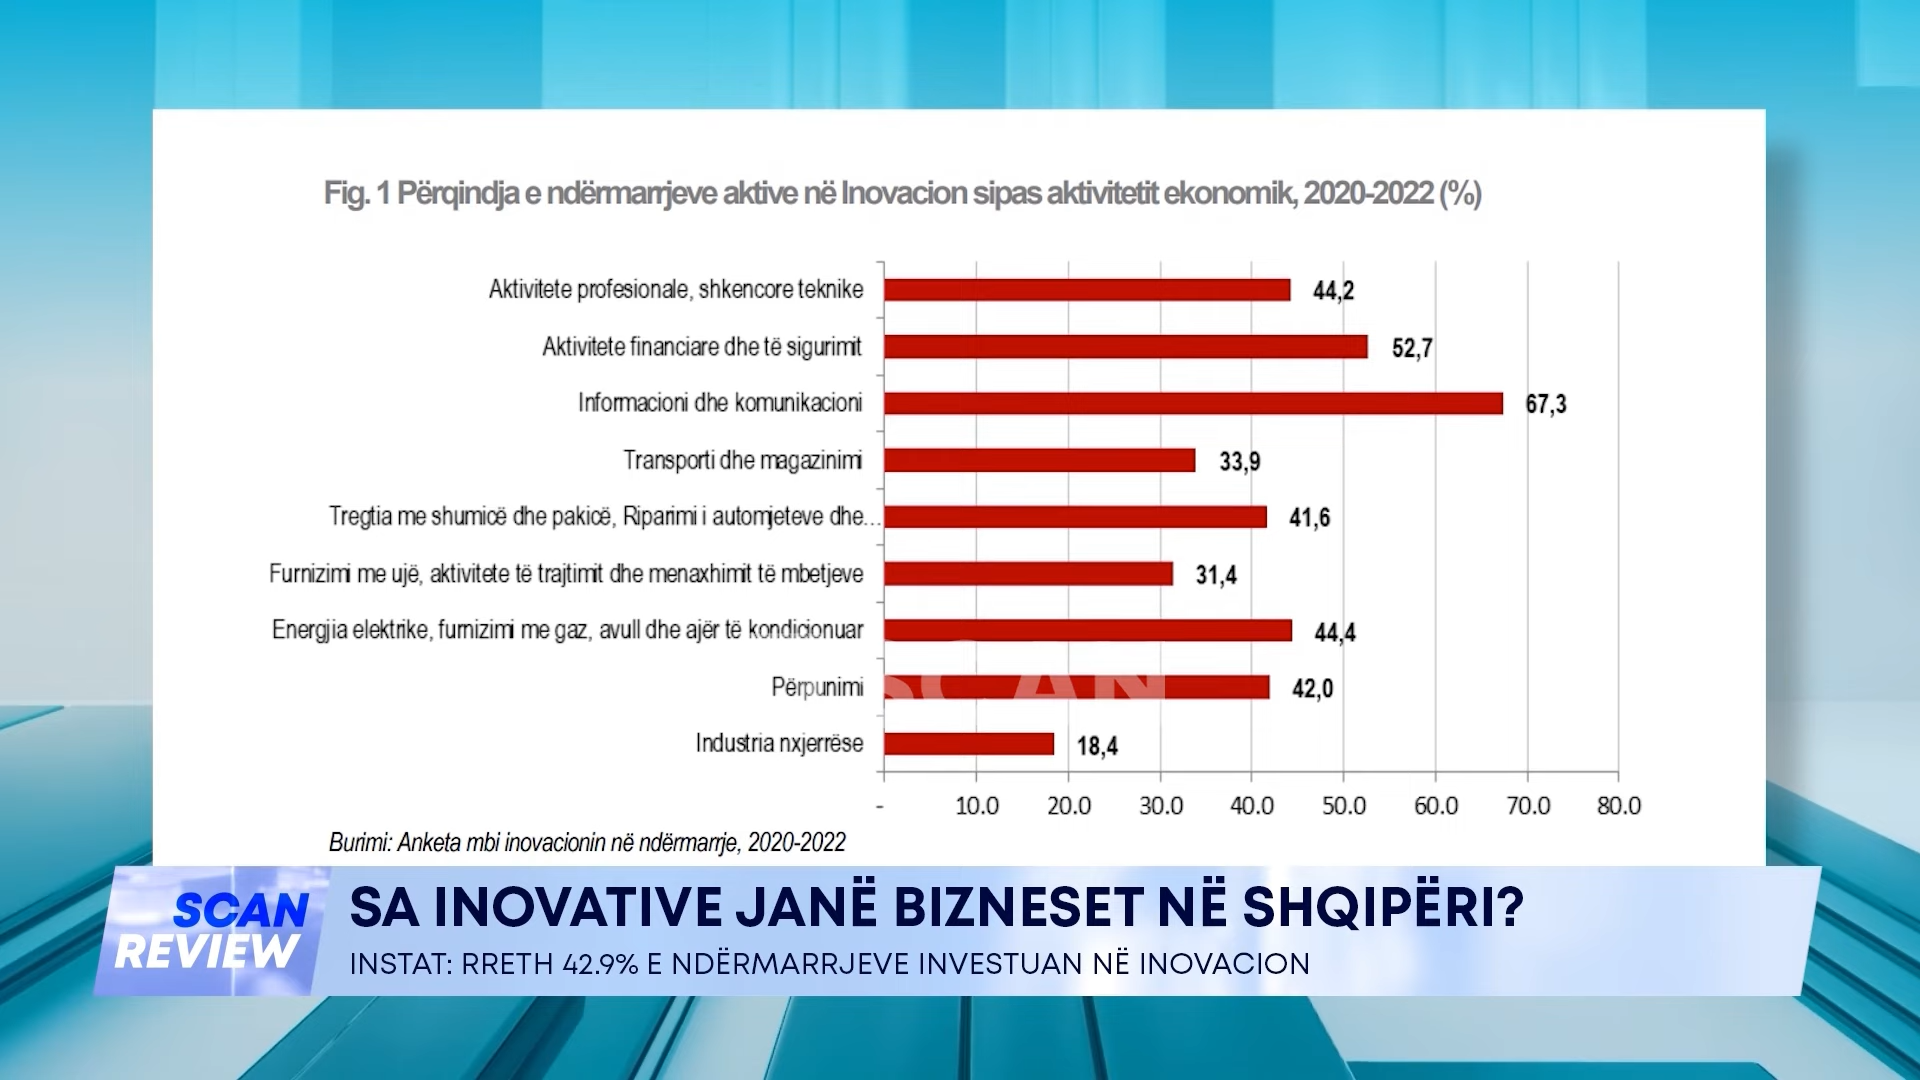 Fig. 1 Përqindja e ndërmarrjeve aktive në Inovacion sipas aktivitetit ekonomik, 2020-2022 (%)
Aktivitete profesionale, shkencore teknike 44,2
Aktivitete financiare dhe të sigurimit 52,7
Informacioni dhe komunikacioni 67,3
Transporti dhe magazinimi 33,9
Tregtia me shumicë dhe pakicë, Riparimi i automjeteve dhe... 41,6
Furnizimi me ujë, aktivitete të trajtimit dhe menaxhimit të mbetjeve 31,4
Energjia elektrike, furnizimi me gaz, avull dhe ajër të kondicionuar 44,4
SCAN
Përpunimi 42,0
Industria nxjerrëse 18,4
- 10.0 20.0 30.0 40.0 50.0 60.0 70.0 80.0
Burimi: Anketa mbi inovacionin në ndërmarrje, 2020-2022
SCAN
REVIEW
SA INOVATIVE JANË BIZNESET NË SHQIPËRI?
INSTAT: RRETH 42.9% E NDËRMARRJEVE INVESTUAN NË INOVACION